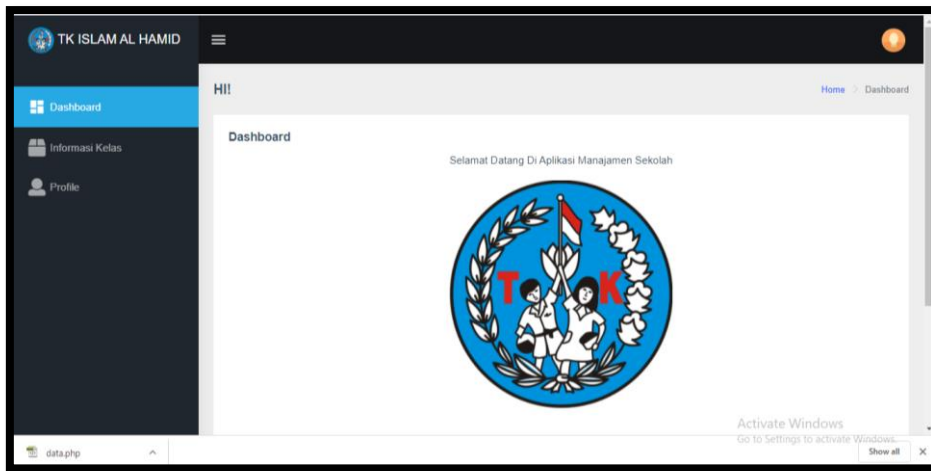 TK ISLAM AL HAMID
HI!
Home > Dashboard
Dashboard
Informasi Kelas
Profile
Dashboard
Selamat Datang Di Aplikasi Manajamen Sekolah
T K
Activate Windows
Go to Settings to activate Windows.
data.php
Show all